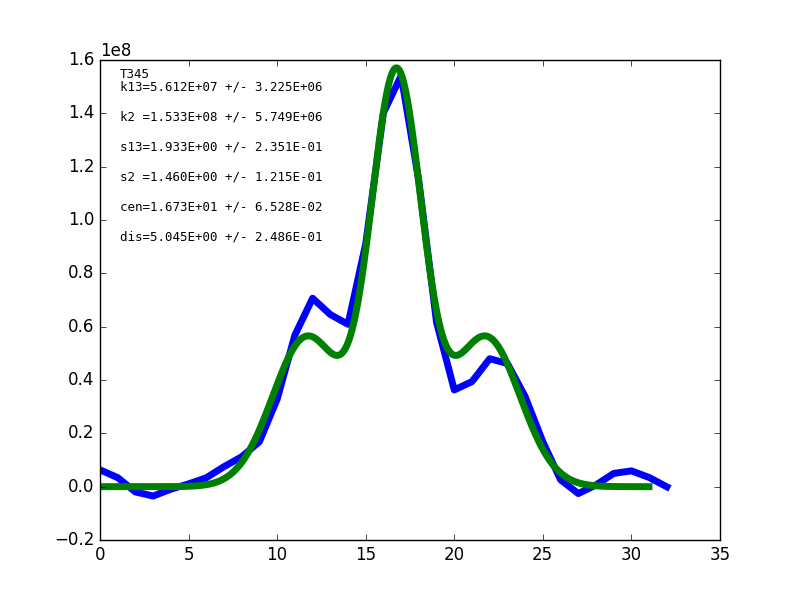 1e8
1.6
1.4
1.2
1.0
0.8
0.6
0.4
0.2
0.0
−0.2
T345
k13=5.612E+07 +/- 3.225E+06
k2 =1.533E+08 +/- 5.749E+06
s13=1.933E+00 +/- 2.351E-01
s2 =1.460E+00 +/- 1.215E-01
cen=1.673E+01 +/- 6.528E-02
dis=5.045E+00 +/- 2.486E-01
0 5 10 15 20 25 30 35